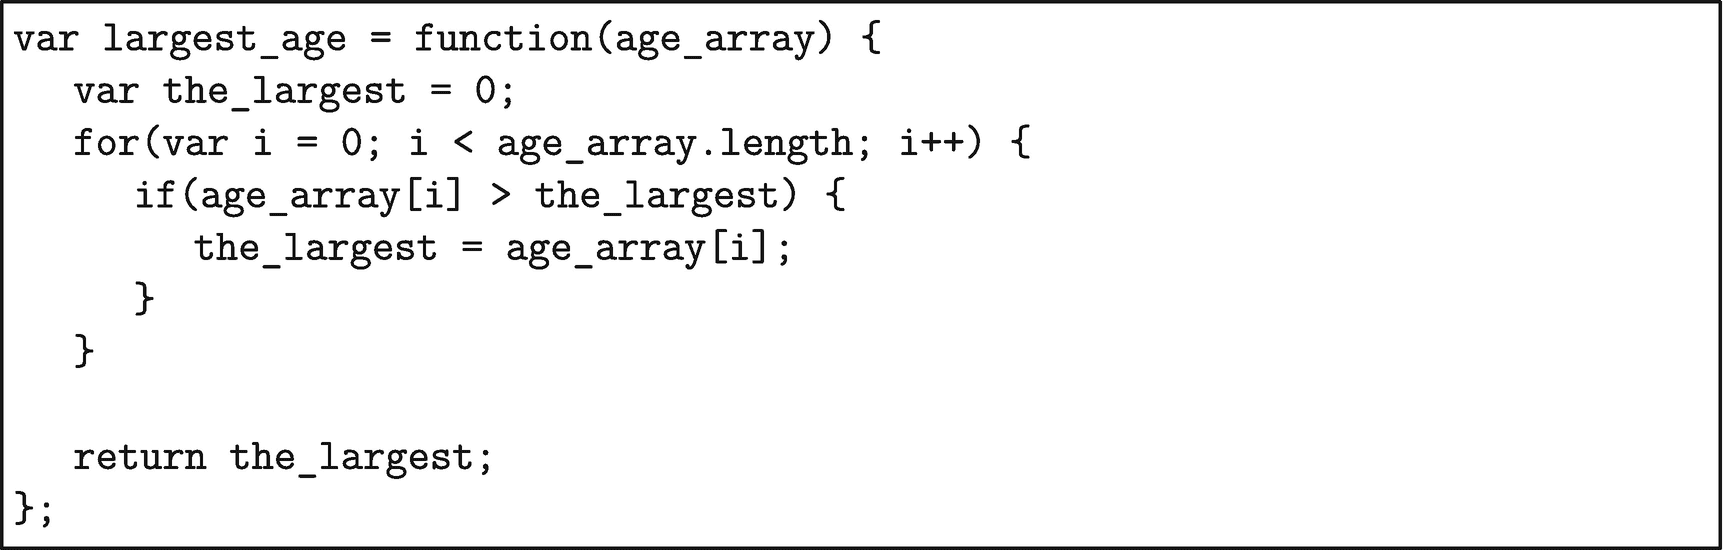 var largest_age = function(age_array) {
   var the_largest = 0;
   for(var i = 0; i < age_array.length; i++) {
      if(age_array[i] > the_largest) {
         the_largest = age_array[i];
      }
   }

   return the_largest;
};